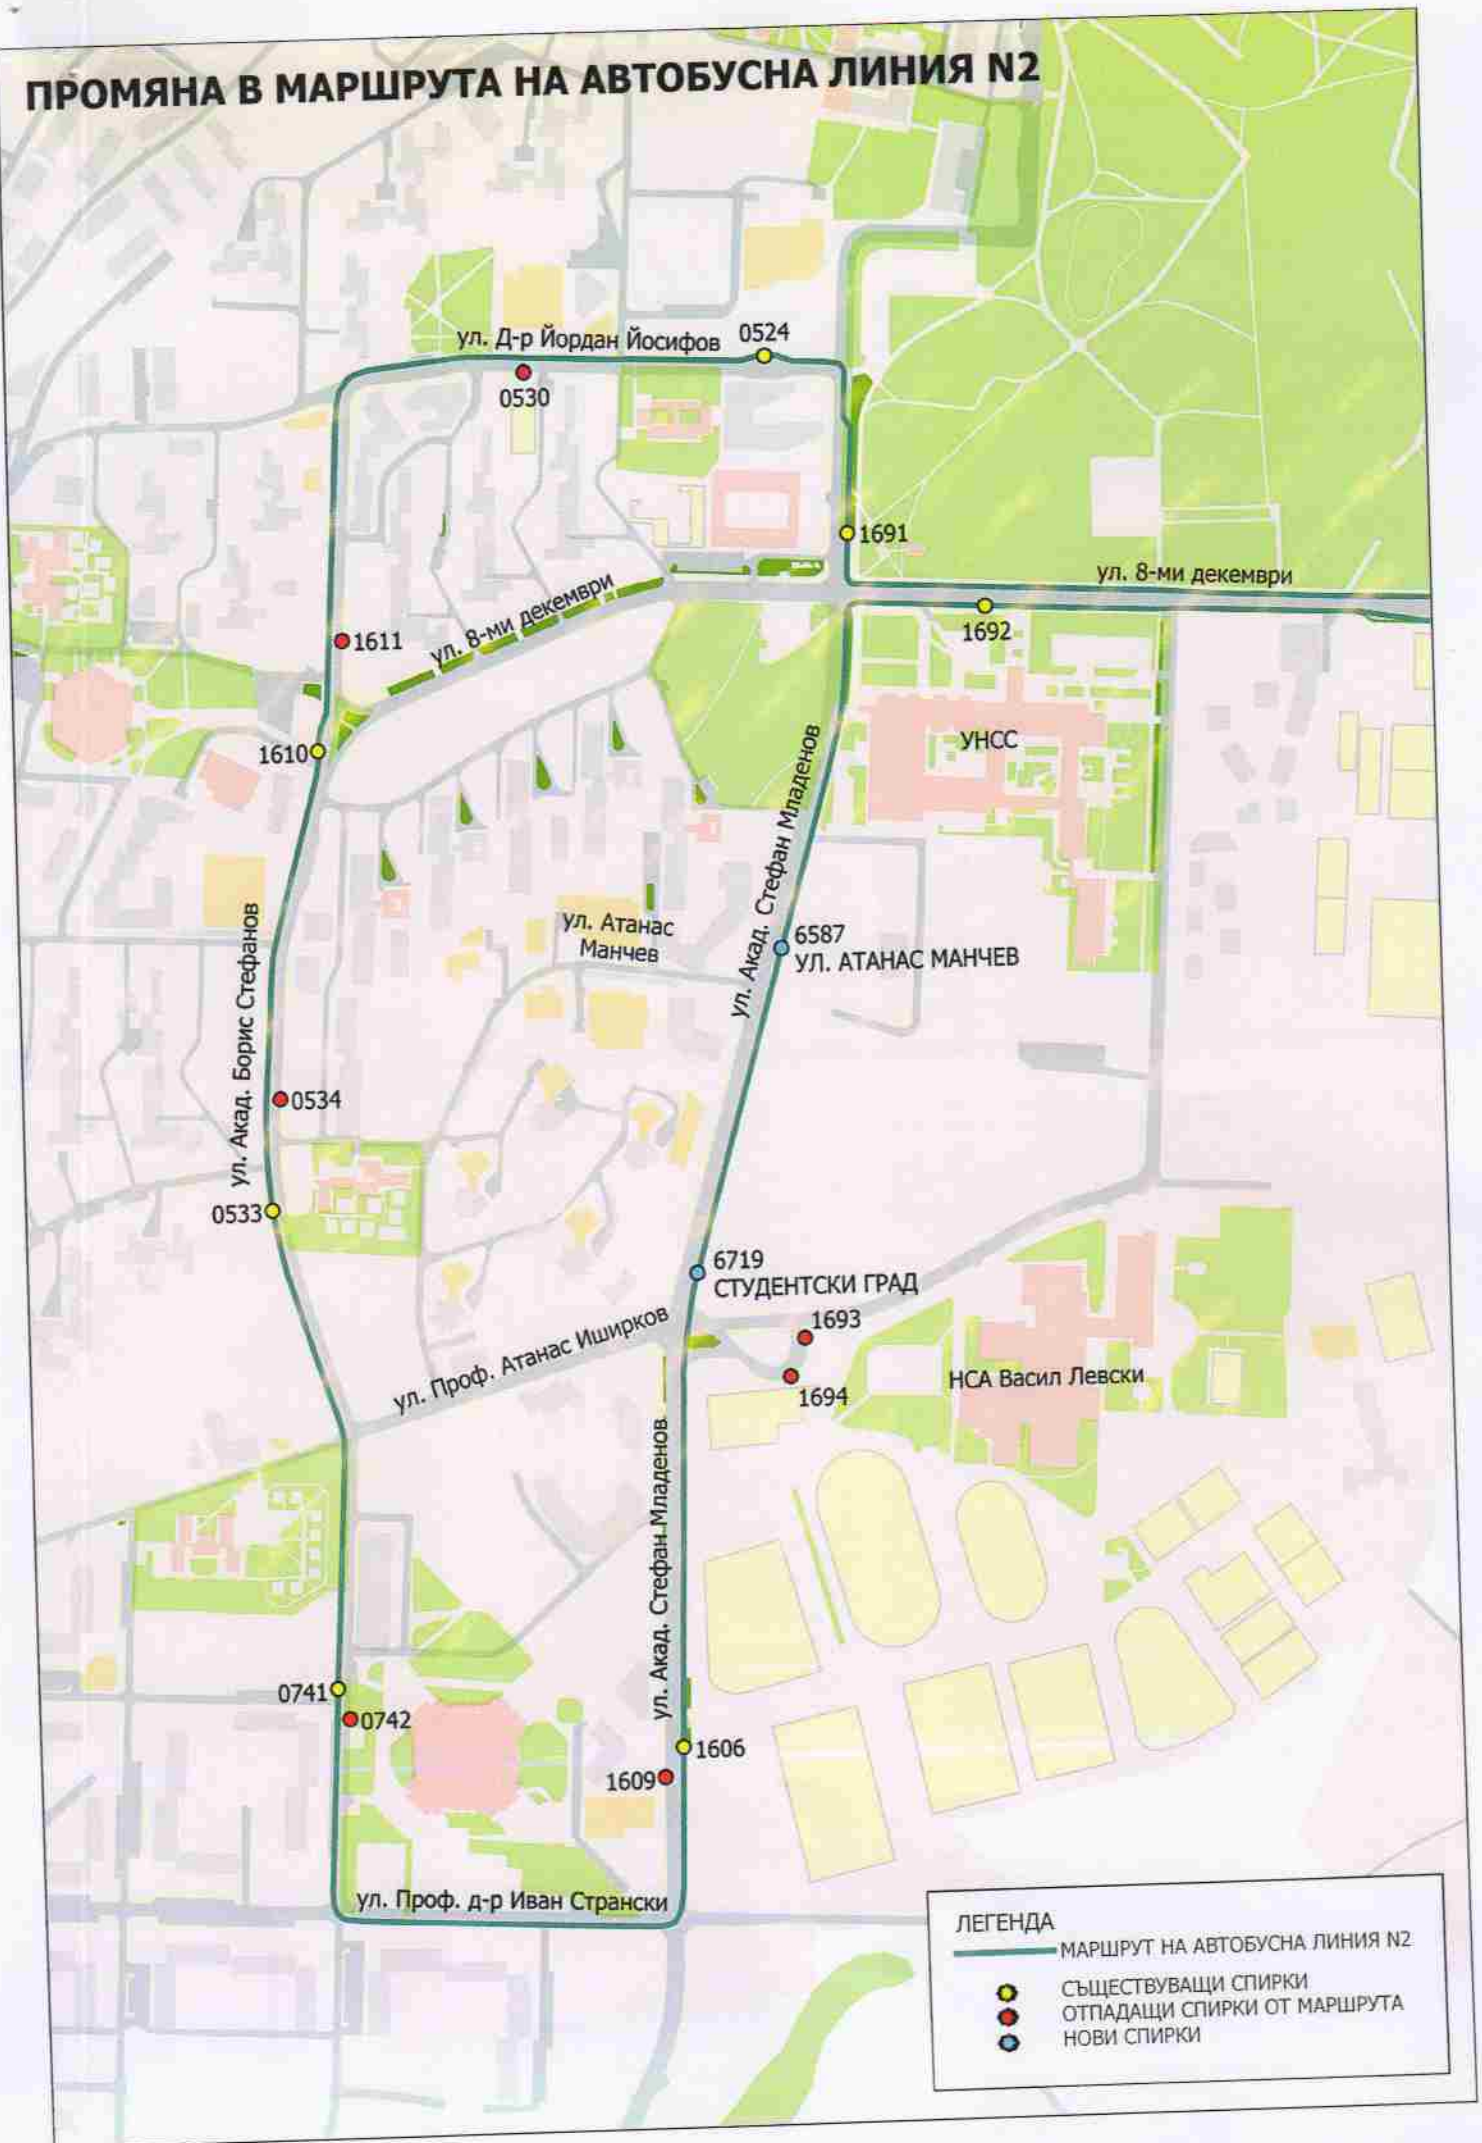 ПРОМЯНА В МАРШРУТА НА АВТОБУСНА ЛИНИЯ N2
ул. Д-р Йордан Йосифов
0524
0530
1691
ул. 8-ми декември
1692
1611
ул. 8-ми декември
1610
УНСС
ул. Акад. Стефан Младенов
ул. Атанас
Манчев
6587
УЛ. АТАНАС МАНЧЕВ
ул. Акад. Борис Стефанов
0534
0533
6719
СТУДЕНТСКИ ГРАД
1693
ул. Проф. Атанас Иширков
1694
НСА Васил Левски
ул. Акад. Стефан Младенов
0741
0742
1606
1609
ул. Проф. д-р Иван Странски
ЛЕГЕНДА
МАРШРУТ НА АВТОБУСНА ЛИНИЯ N2
СЪЩЕСТВУВАЩИ СПИРКИ
ОТПАДАЩИ СПИРКИ ОТ МАРШРУТА
НОВИ СПИРКИ